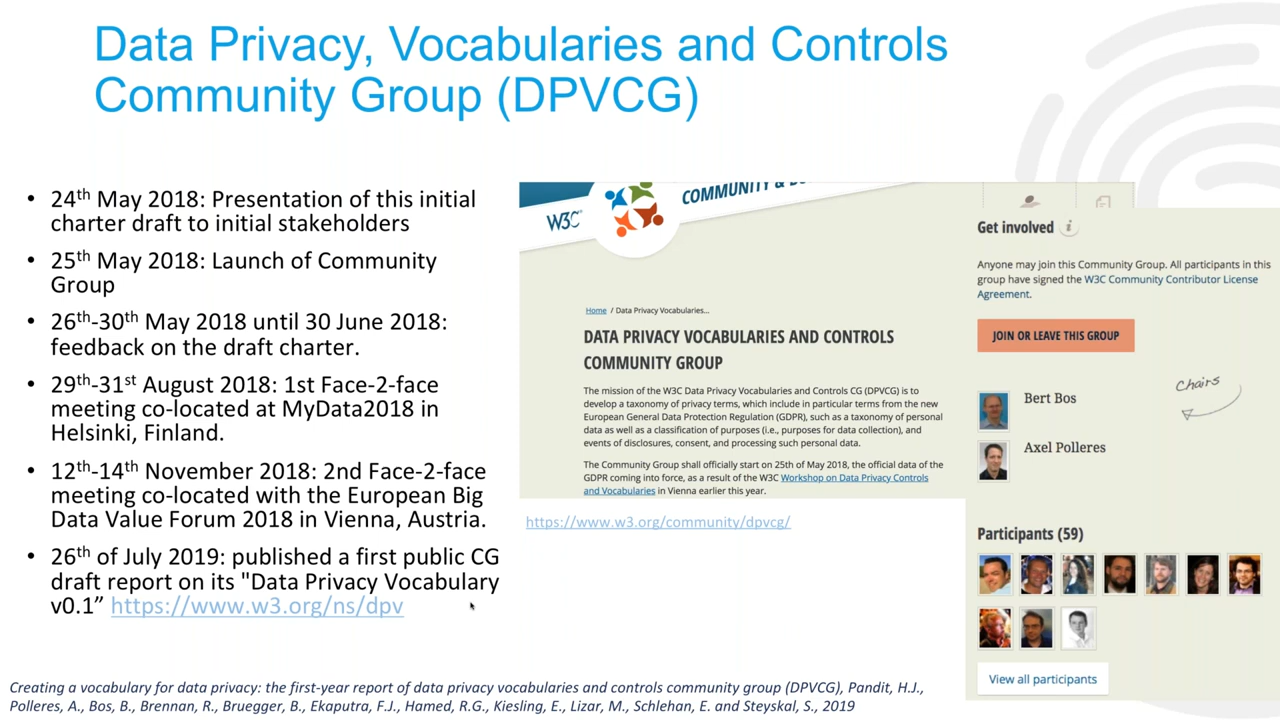 Data Privacy, Vocabularies and Controls
Community Group (DPVCG)
• 24th May 2018: Presentation of this initial
charter draft to initial stakeholders
• 25th May 2018: Launch of Community
Group
• 26th-30th May 2018 until 30 June 2018:
feedback on the draft charter.
• 29th-31st August 2018: 1st Face-2-face
meeting co-located at MyData2018 in
Helsinki, Finland.
• 12th-14th November 2018: 2nd Face-2-face
meeting co-located with the European Big
Data Value Forum 2018 in Vienna, Austria.
• 26th of July 2019: published a first public CG
draft report on its "Data Privacy Vocabulary
v0.1” https://www.w3.org/ns/dpv
W3C
COMMUNITY &
Home / Data Privacy Vocabularies...
DATA PRIVACY VOCABULARIES AND CONTROLS
COMMUNITY GROUP
The mission of the W3C Data Privacy Vocabularies and Controls CG (DPVCG) is to
develop a taxonomy of privacy terms, which include in particular terms from the new
European General Data Protection Regulation (GDPR), such as a taxonomy of personal
data as well as a classification of purposes (i.e., purposes for data collection), and
events of disclosures, consent, and processing such personal data.
The Community Group shall officially start on 25th of May 2018, the official data of the
GDPR coming into force, as a result of the W3C Workshop on Data Privacy Controls
and Vocabularies in Vienna earlier this year.
https://www.w3.org/community/dpvcg/
Get involved i
Anyone may join this Community Group. All participants in this
group have signed the W3C Community Contributor License
Agreement.
JOIN OR LEAVE THIS GROUP
Chairs
Bert Bos
Axel Polleres
Participants (59)
View all participants
Creating a vocabulary for data privacy: the first-year report of data privacy vocabularies and controls community group (DPVCG), Pandit, H.J.,
Polleres, A., Bos, B., Brennan, R., Bruegger, B., Ekaputra, F.J., Hamed, R.G., Kiesling, E., Lizar, M., Schlehan, E. and Steyskal, S., 2019